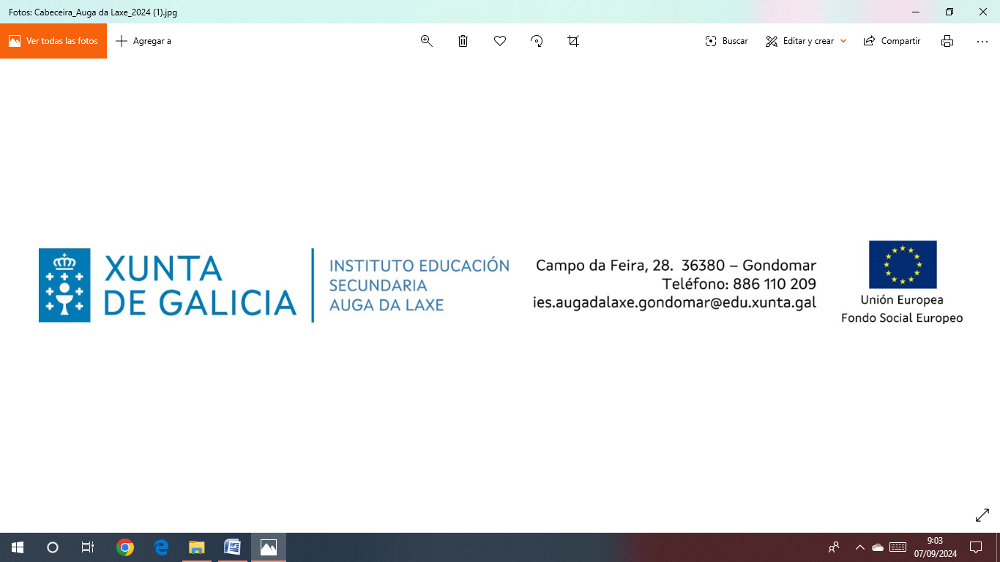 Fotos: Cabeceira_Auga da Laxe_2024 (1).jpg
Ver todas las fotos
Agregar a
Buscar
Editar y crear
Compartir
XUNTA
DE GALICIA
INSTITUTO EDUCACIÓN
SECUNDARIA
AUGA DA LAXE
Campo da Feira, 28.  36380 – Gondomar
Teléfono: 886 110 209
ies.augadalaxe.gondomar@edu.xunta.gal
Unión Europea
Fondo Social Europeo
9:03
07/09/2024